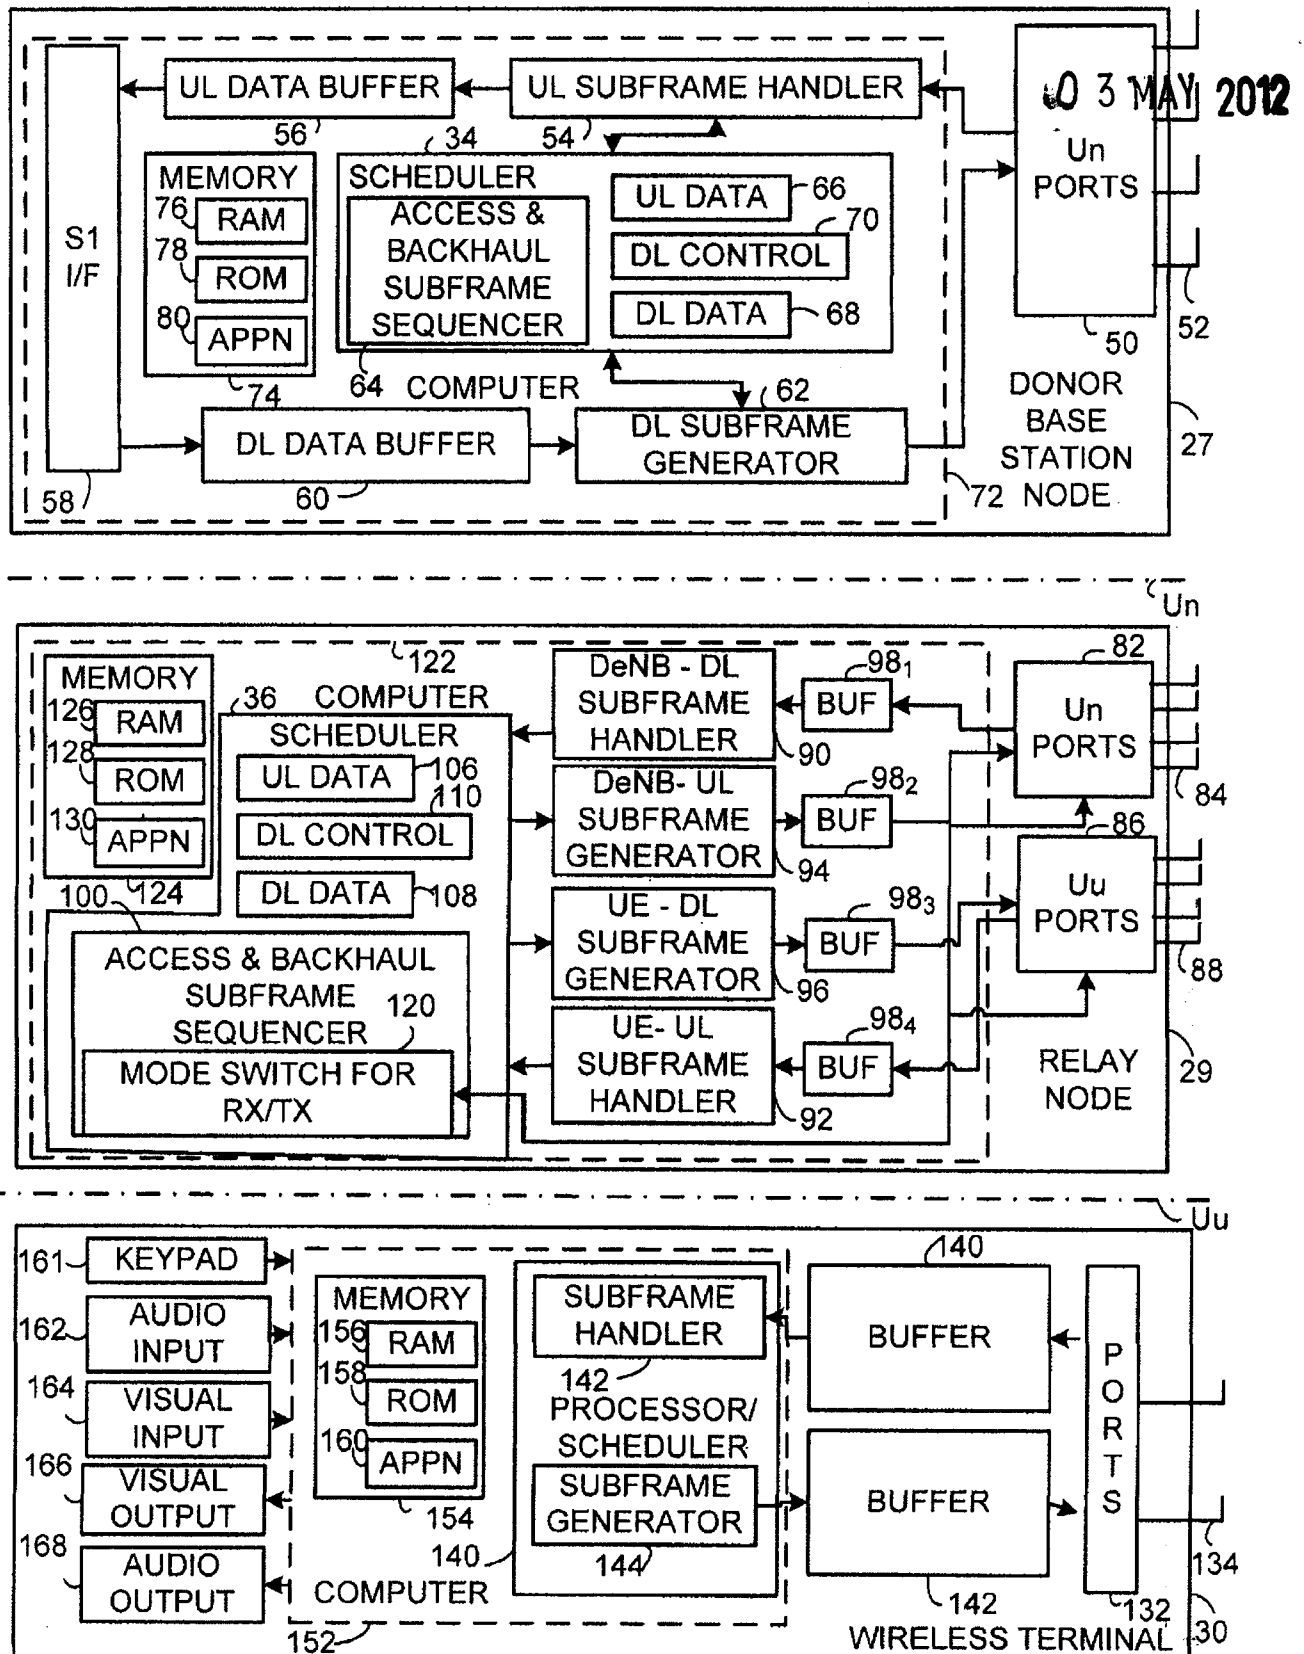 0 3 MAY 2012
UL DATA BUFFER
UL SUBFRAME HANDLER
56
54
34
Un
PORTS
S1
I/F
MEMORY
76
RAM
78
ROM
80
APPN
74
SCHEDULER
ACCESS &
BACKHAUL
SUBFRAME
SEQUENCER
64
UL DATA
66
70
DL CONTROL
DL DATA
68
COMPUTER
62
50
52
DL DATA BUFFER
60
DL SUBFRAME
GENERATOR
58
72
DONOR
BASE
STATION
NODE
27
Un
122
COMPUTER
MEMORY
126
RAM
128
ROM
130
APPN
124
36
SCHEDULER
UL DATA
106
110
DL CONTROL
DL DATA
108
100
ACCESS & BACKHAUL
SUBFRAME
SEQUENCER
120
MODE SWITCH FOR
RX/TX
DeNB - DL
SUBFRAME
HANDLER
90
98₁
BUF
DeNB- UL
SUBFRAME
GENERATOR
94
98₂
BUF
UE - DL
SUBFRAME
GENERATOR
96
98₃
BUF
UE- UL
SUBFRAME
HANDLER
92
98₄
BUF
82
Un
PORTS
84
86
Uu
PORTS
88
RELAY
NODE
29
Uu
161
KEYPAD
162
AUDIO
INPUT
164
VISUAL
INPUT
166
VISUAL
OUTPUT
168
AUDIO
OUTPUT
MEMORY
156
RAM
158
ROM
160
APPN
154
COMPUTER
152
SUBFRAME
HANDLER
142
PROCESSOR/
SCHEDULER
SUBFRAME
GENERATOR
144
140
140
BUFFER
BUFFER
142
P
O
R
T
S
132
134
WIRELESS TERMINAL
30